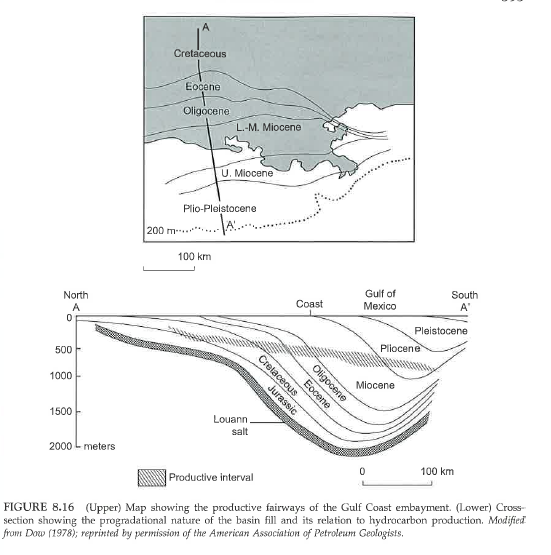 A
Cretaceous
Eocene
Oligocene
L.-M. Miocene
U. Miocene
Plio-Pleistocene
200 m
A'
100 km
North
A
Coast
Gulf of
Mexico
South
A'
0
500
1000
1500
2000 meters
Pleistocene
Pliocene
Miocene
Oligocene
Eocene
Cretaceous
Jurassic
Louann
salt
Productive interval
0 100 km
FIGURE 8.16 (Upper) Map showing the productive fairways of the Gulf Coast embayment. (Lower) Cross-
section showing the progradational nature of the basin fill and its relation to hydrocarbon production. Modified
from Dow (1978); reprinted by permission of the American Association of Petroleum Geologists.